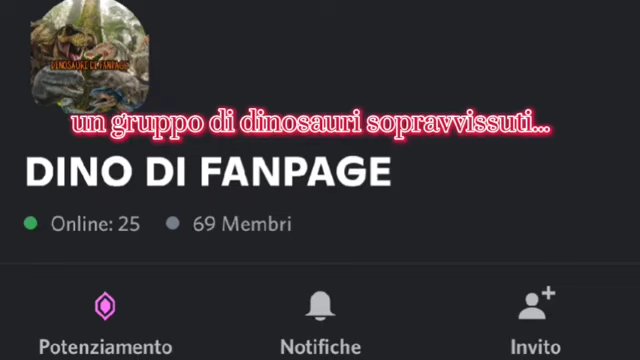 DINOSAURI DI FANPAGE
un gruppo di dinosauri sopravvissuti...
DINO DI FANPAGE
Online: 25 69 Membri
Potenziamento Notifiche Invito